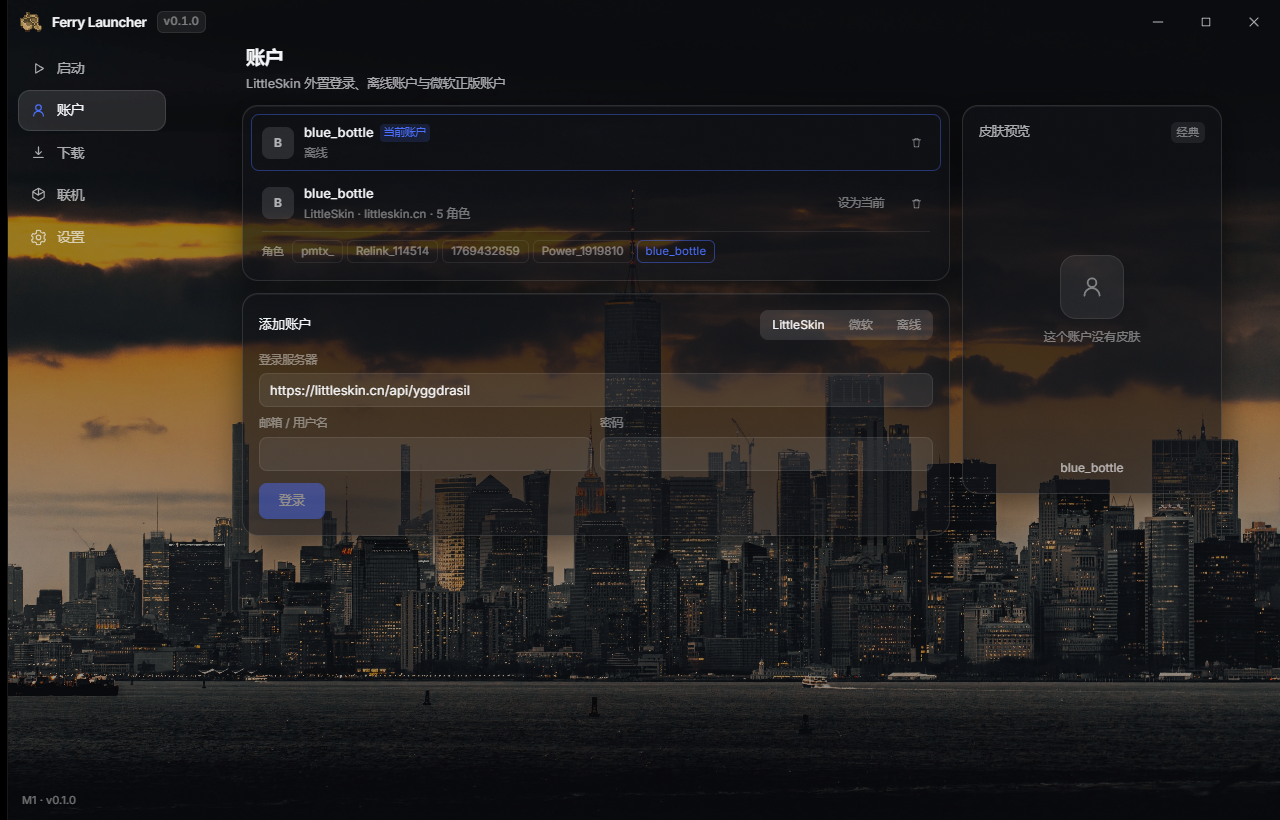 Ferry Launcher v0.1.0
启动
账户
下载
联机
设置
账户
LittleSkin 外置登录、离线账户与微软正版账户
B
blue_bottle 当前账户
离线
B
blue_bottle
LittleSkin · littleskin.cn · 5 角色
设为当前
角色 pmtx_ Relink_114514 1769432859 Power_1919810 blue_bottle
添加账户
LittleSkin 微软 离线
登录服务器
https://littleskin.cn/api/yggdrasil
邮箱 / 用户名 密码
登录
皮肤预览 经典
这个账户没有皮肤
blue_bottle
M1 · v0.1.0